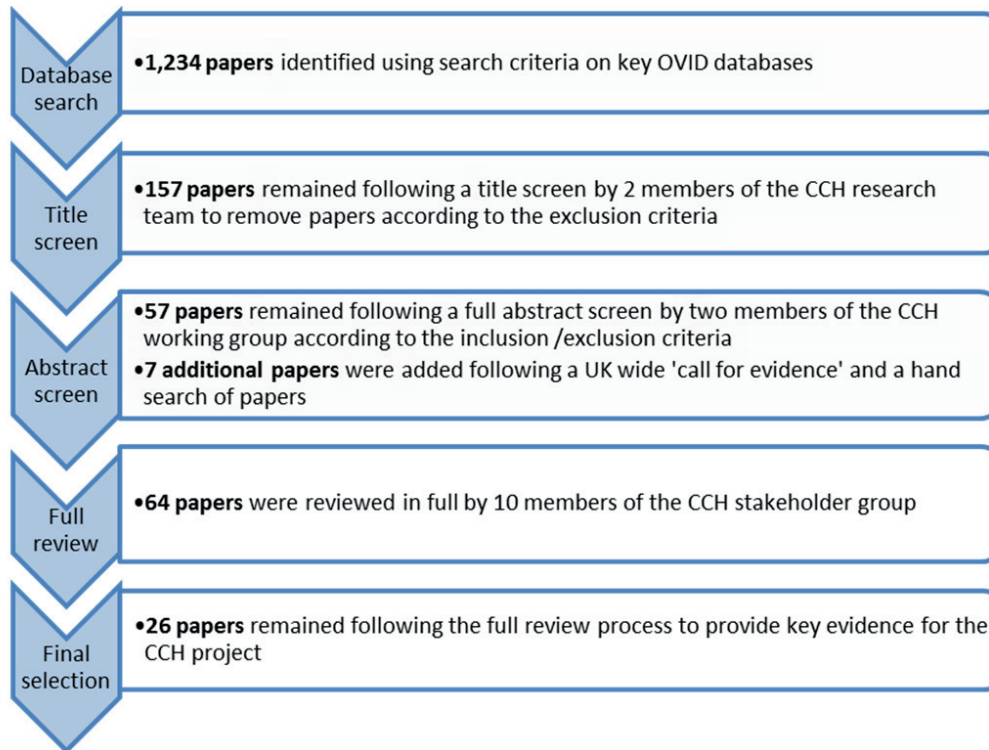 Database
search
•1,234 papers identified using search criteria on key OVID databases
Title
screen
•157 papers remained following a title screen by 2 members of the CCH research
team to remove papers according to the exclusion criteria
Abstract
screen
•57 papers remained following a full abstract screen by two members of the CCH
working group according to the inclusion /exclusion criteria
•7 additional papers were added following a UK wide 'call for evidence' and a hand
search of papers
Full
review
•64 papers were reviewed in full by 10 members of the CCH stakeholder group
Final
selection
•26 papers remained following the full review process to provide key evidence for the
CCH project